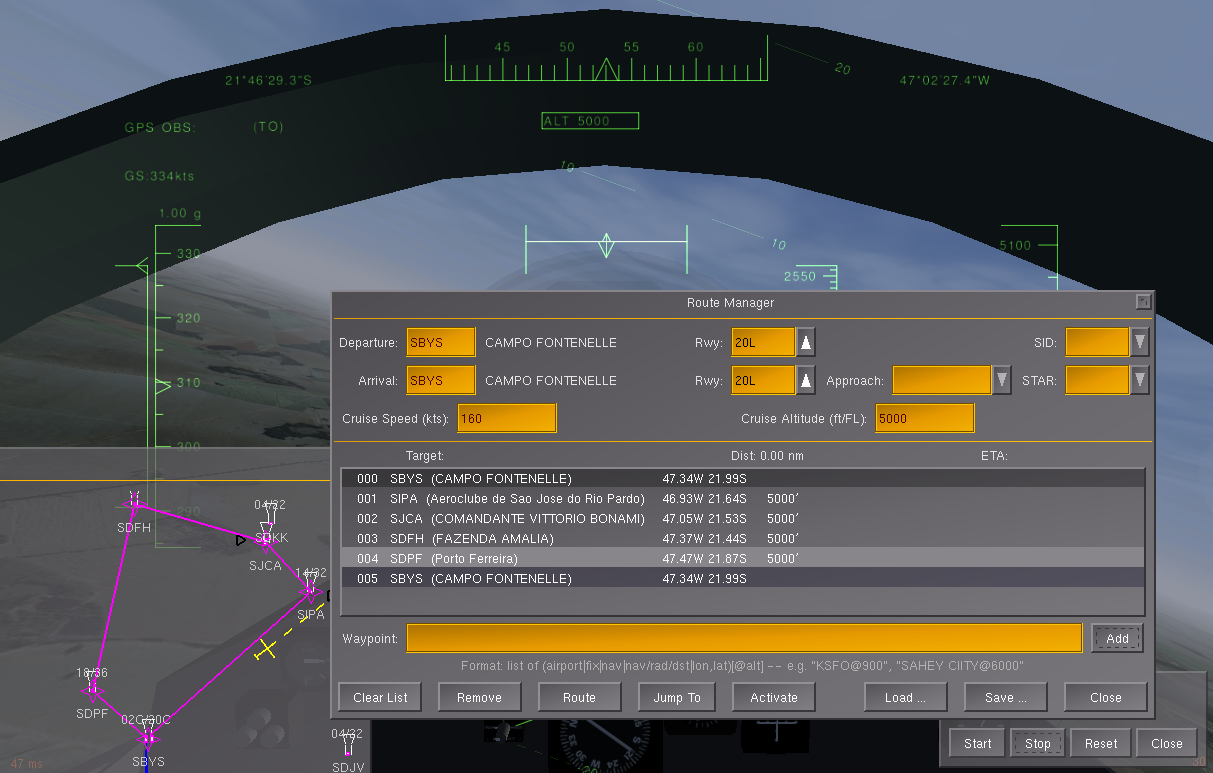 45 50 55 60
20
21°46'29.3"S
47°02'27.4"W
ALT 5000
GPS OBS: (TO)
10
GS:334kts
1.00 g
10
330
5100
2550
320
310
300
290
Route Manager
Departure: SBYS CAMPO FONTENELLE Rwy: 20L SID:
Arrival: SBYS CAMPO FONTENELLE Rwy: 20L Approach: STAR:
Cruise Speed (kts): 160 Cruise Altitude (ft/FL): 5000
Target: Dist: 0.00 nm ETA:
000 SBYS (CAMPO FONTENELLE) 47.34W 21.99S
001 SIPA (Aeroclube de Sao Jose do Rio Pardo) 46.93W 21.64S 5000'
002 SJCA (COMANDANTE VITTORIO BONAMI) 47.05W 21.53S 5000'
003 SDFH (FAZENDA AMALIA) 47.37W 21.44S 5000'
004 SDPF (Porto Ferreira) 47.47W 21.87S 5000'
005 SBYS (CAMPO FONTENELLE) 47.34W 21.99S
Waypoint: Add
Format: list of (airport|fix|nav|nav/rad/dst|lon,lat)[@alt] -- e.g. "KSFO@900", "SAHEY CIITY@6000"
Clear List Remove Route Jump To Activate Load ... Save ... Close
04/22
SDFH
SDKK
SJCA
14/32
SIPA
18/36
SDPF
02C/20C
SBYS
04/22
SDJV
Start Stop Reset Close
47 ms
30